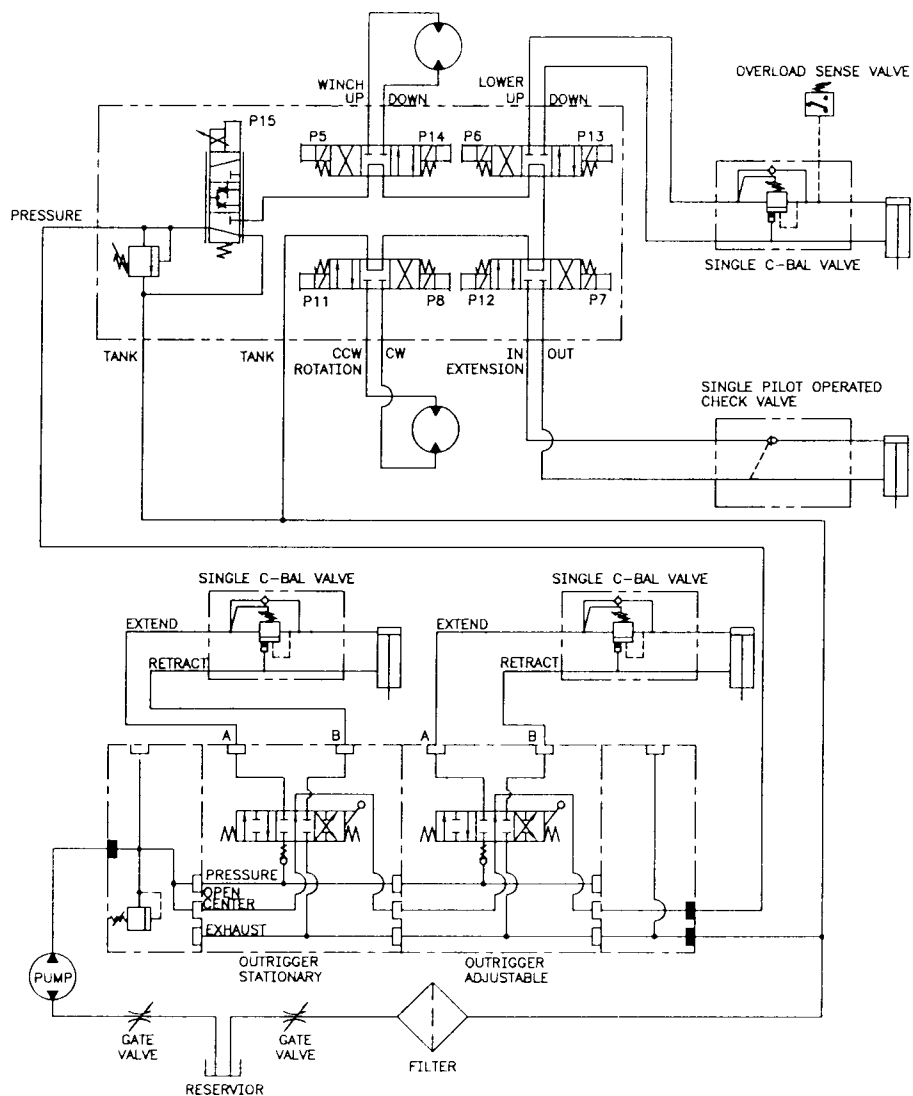 WINCH
UP
DOWN
LOWER
UP
DOWN
OVERLOAD SENSE VALVE
P15
P5
P14
P6
P13
PRESSURE
SINGLE C-BAL VALVE
P11
P8
P12
P7
TANK
TANK
CCW
CW
ROTATION
IN
OUT
EXTENSION
SINGLE PILOT OPERATED
CHECK VALVE
SINGLE C-BAL VALVE
SINGLE C-BAL VALVE
EXTEND
EXTEND
RETRACT
RETRACT
A
B
A
B
PRESSURE
OPEN
CENTER
EXHAUST
OUTRIGGER
STATIONARY
OUTRIGGER
ADJUSTABLE
PUMP
GATE
VALVE
GATE
VALVE
FILTER
RESERVIOR